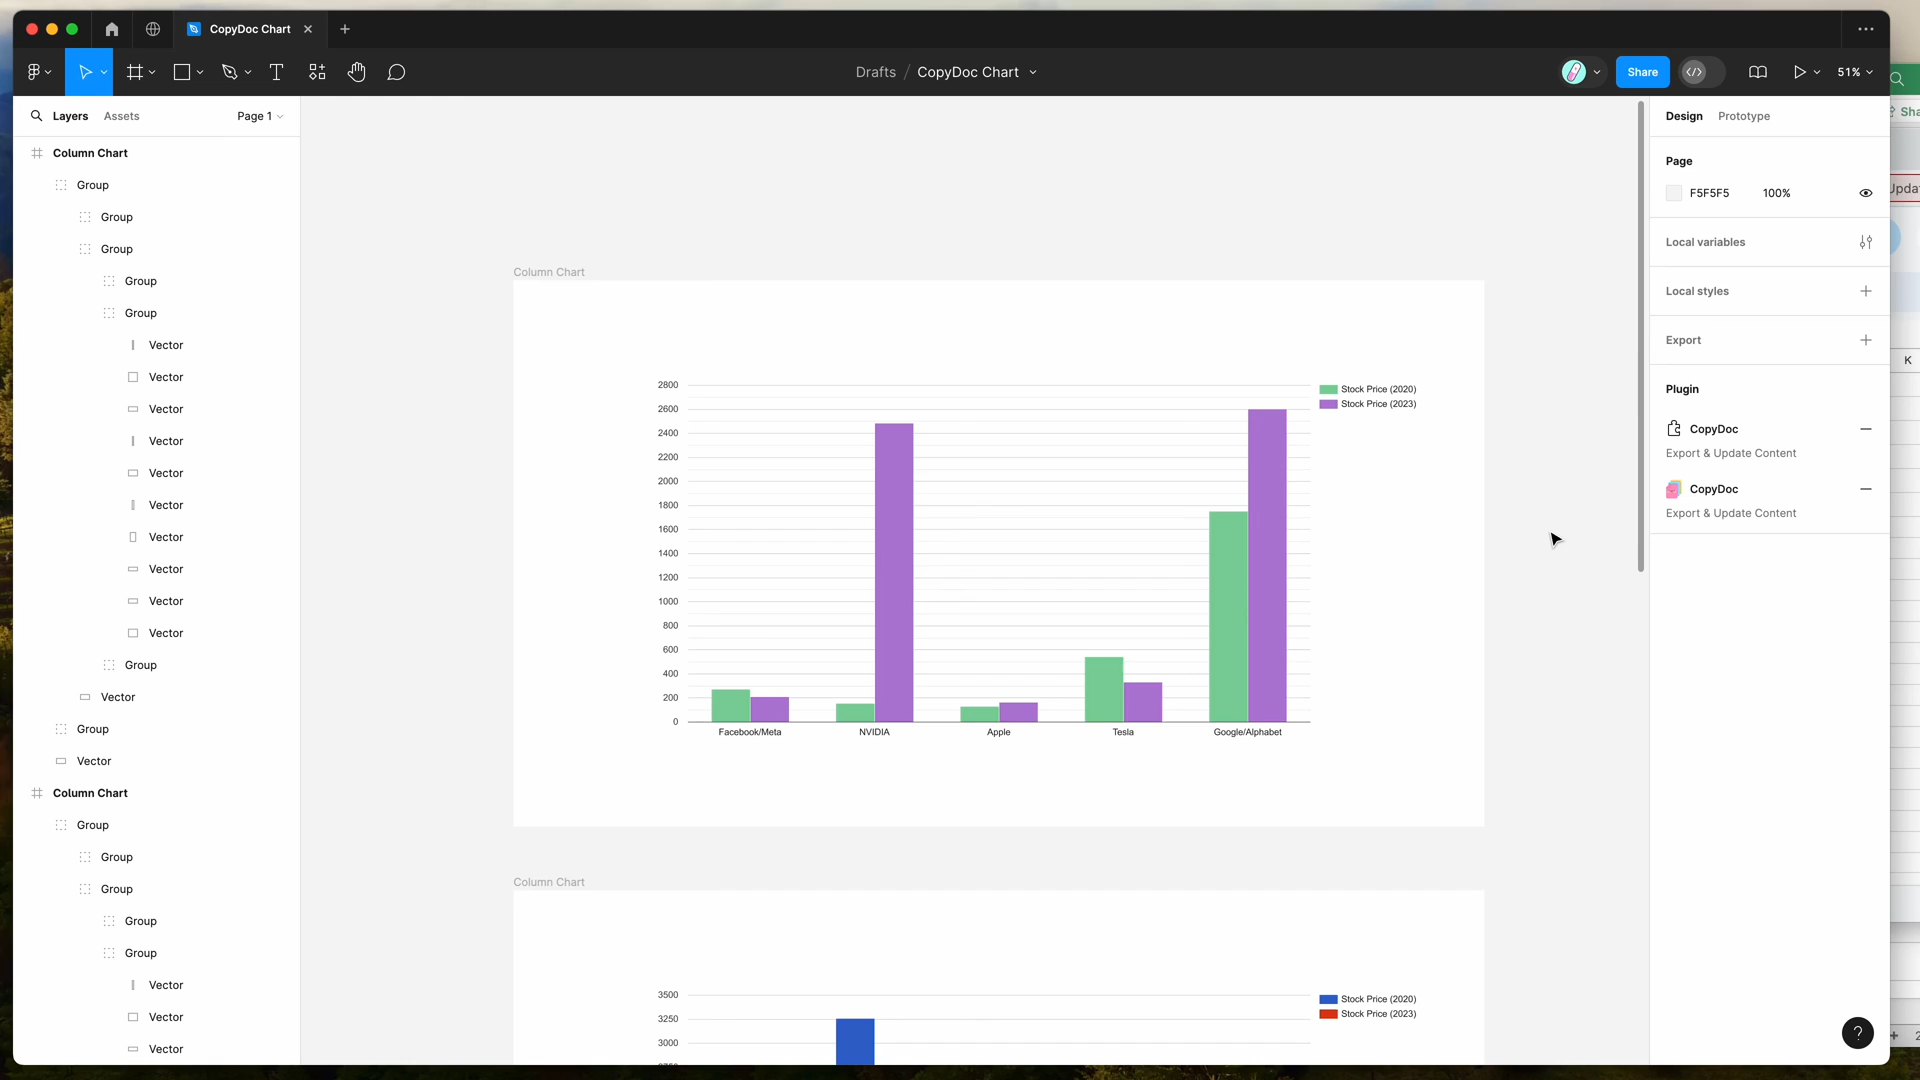 CopyDoc Chart
Drafts / CopyDoc Chart
Share
51%
Layers
Assets
Page 1
Column Chart
Group
Group
Group
Group
Group
Vector
Vector
Vector
Vector
Vector
Vector
Vector
Vector
Vector
Vector
Group
Vector
Group
Vector
Column Chart
Group
Group
Group
Group
Group
Vector
Vector
Vector
Column Chart
2800
2600
2400
2200
2000
1800
1600
1400
1200
1000
800
600
400
200
0
Facebook/Meta
NVIDIA
Apple
Tesla
Google/Alphabet
Stock Price (2020)
Stock Price (2023)
Column Chart
3500
3250
3000
Stock Price (2020)
Stock Price (2023)
Design
Prototype
Page
F5F5F5
100%
Local variables
Local styles
Export
Plugin
CopyDoc
Export & Update Content
CopyDoc
Export & Update Content
?
K